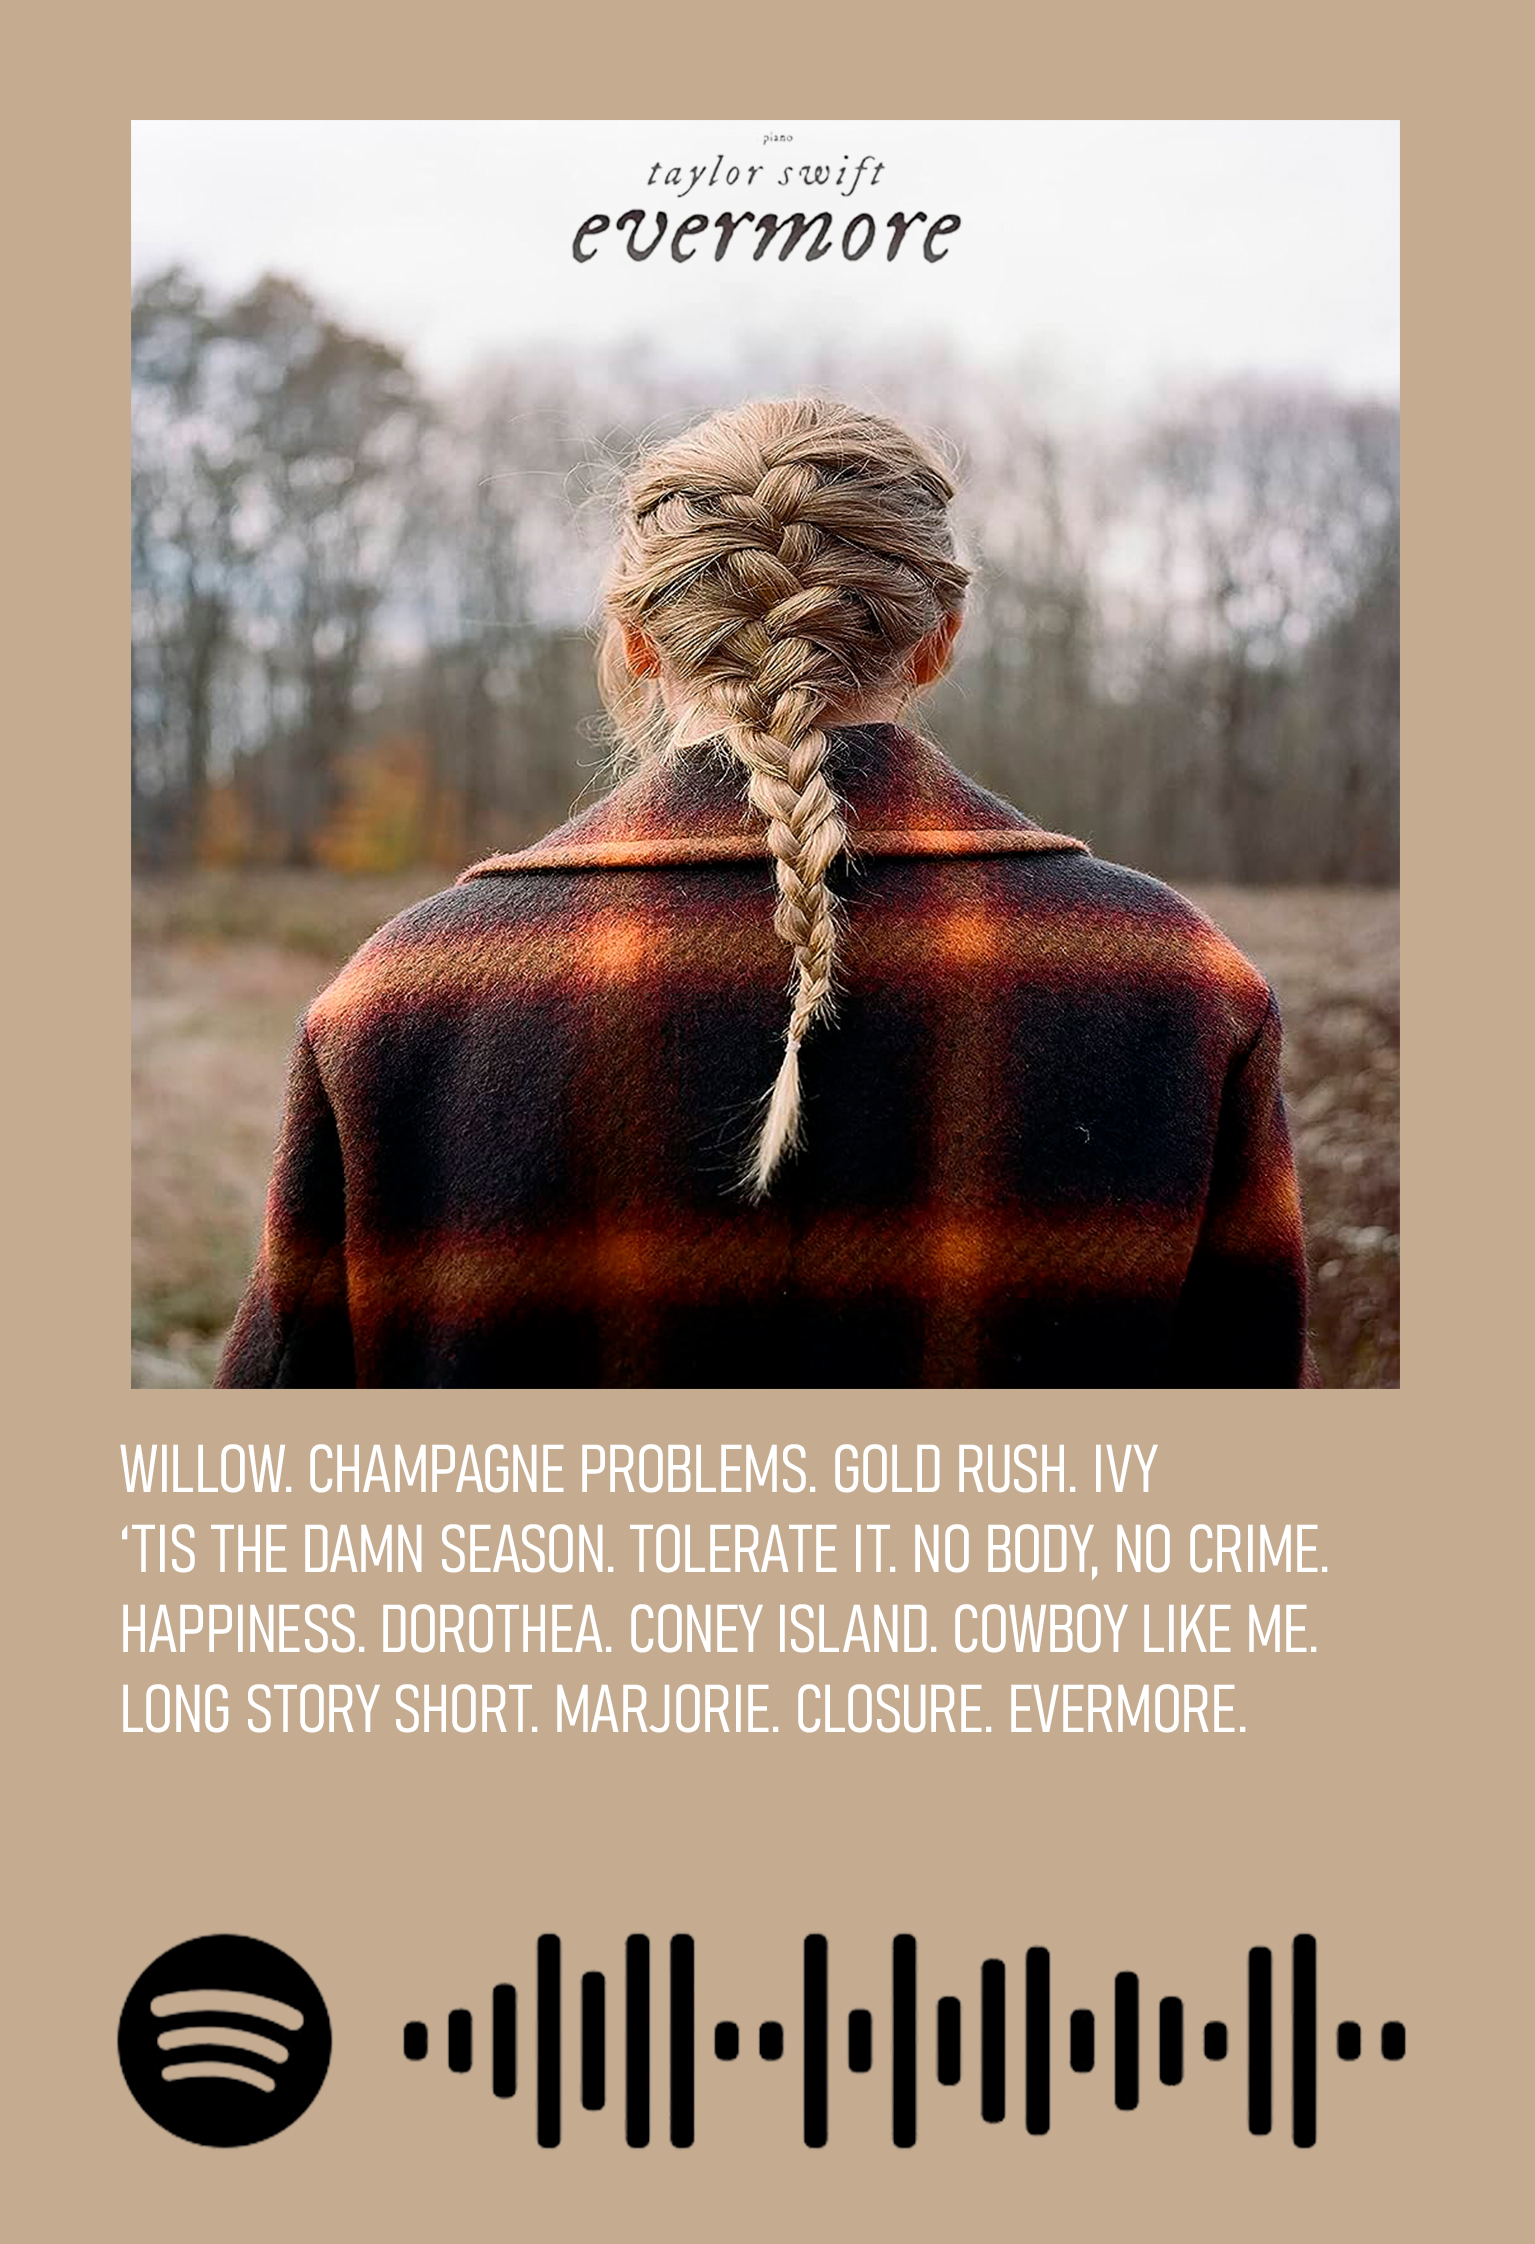 piano
taylor swift
evermore
WILLOW. CHAMPAGNE PROBLEMS. GOLD RUSH. IVY
‘TIS THE DAMN SEASON. TOLERATE IT. NO BODY, NO CRIME.
HAPPINESS. DOROTHEA. CONEY ISLAND. COWBOY LIKE ME.
LONG STORY SHORT. MARJORIE. CLOSURE. EVERMORE.